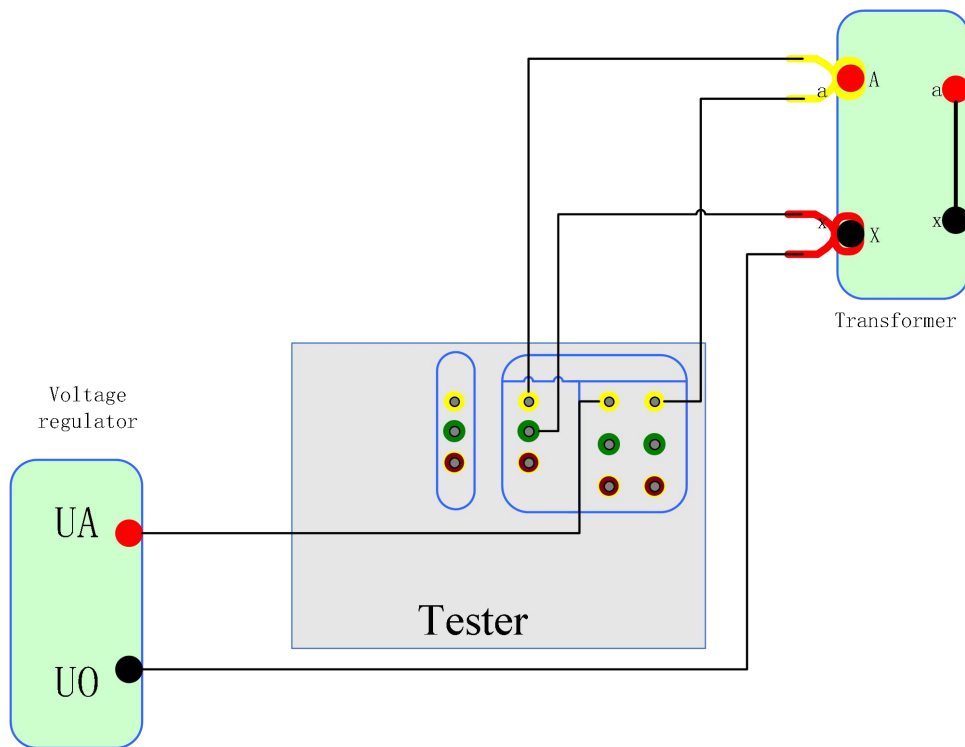 A
a
a
x
X
x
Transformer
Voltage
regulator
UA
Tester
UO